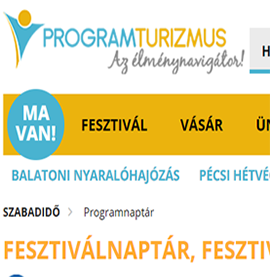 PROGRAMTURIZMUS
Az élménynavigátor!
H
MA
VAN!
FESZTIVÁL VÁSÁR ÜN
BALATONI NYARALÓHAJÓZÁS PÉCSI HÉTVÉ
SZABADIDŐ > Programnaptár
FESZTIVÁLNAPTÁR, FESZTIV